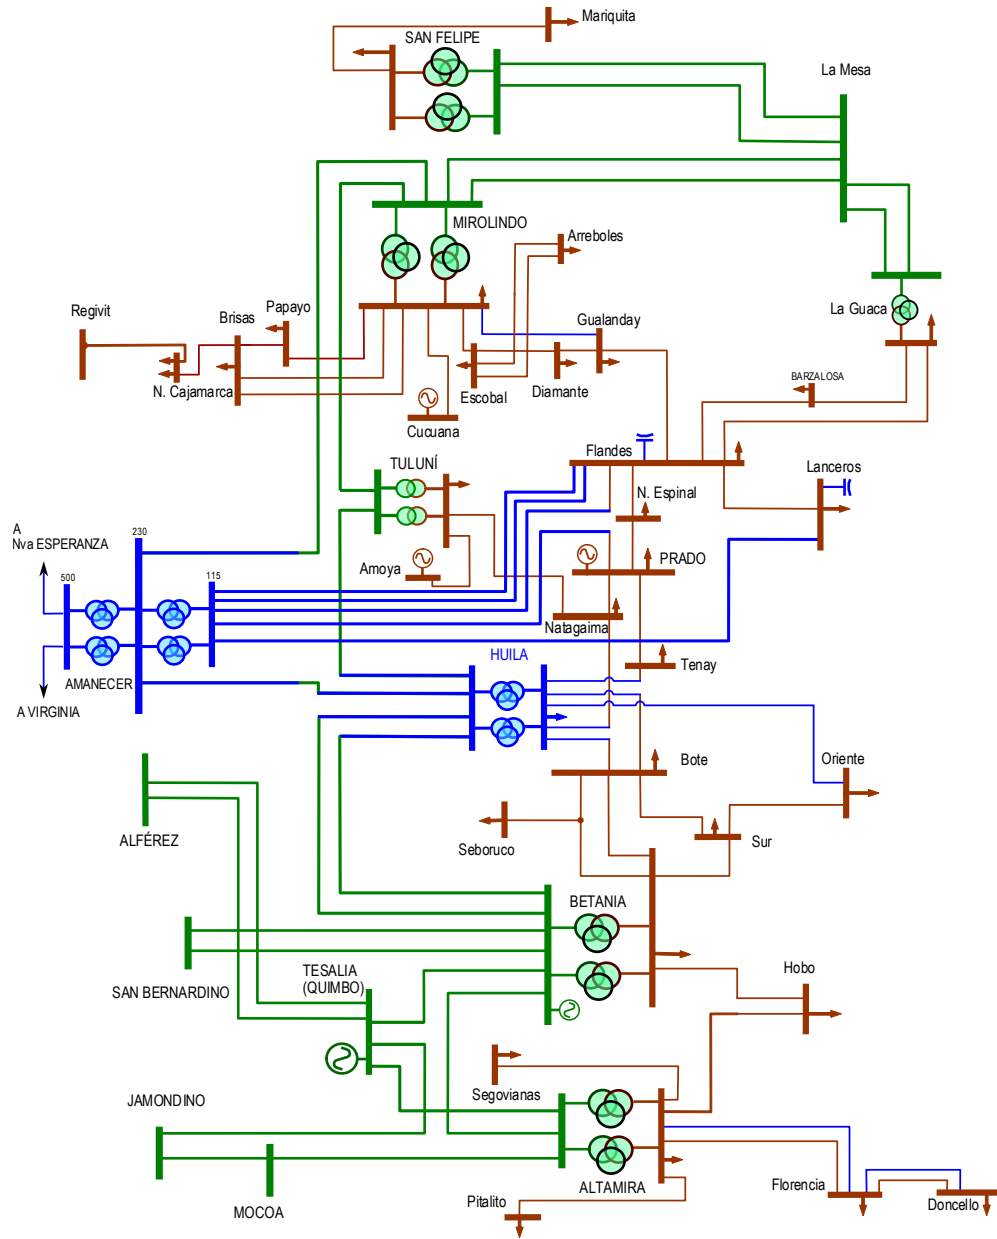 Mariquita
SAN FELIPE
La Mesa
MIROLINDO
Arreboles
La Guaca
Regivit
Brisas
Papayo
Gualanday
N. Cajamarca
Escobal
Diamante
BARZALOSA
Cucuana
Flandes
Lanceros
TULUNÍ
N. Espinal
A
Nva ESPERANZA
230
500
115
Amoya
PRADO
Natagaima
Tenay
HUILA
AMANECER
A VIRGINIA
Bote
Oriente
ALFÉREZ
Seboruco
Sur
BETANIA
SAN BERNARDINO
TESALIA
(QUIMBO)
Hobo
Segovianas
JAMONDINO
ALTAMIRA
Pitalito
MOCOA
Florencia
Doncello